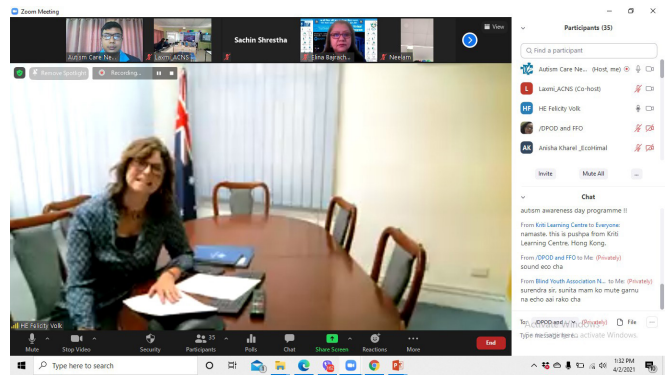 Zoom Meeting
Autism Care Ne...
Laxmi_ACNS
Sachin Shrestha
Elina Bajrach...
Neelam
View
Remove Spotlight
Recording...
HE Felicity Volk
Participants (35)
Find a participant
Autism Care Ne... (Host, me)
L Laxmi_ACNS (Co-host)
HF HE Felicity Volk
/DPOD and FFO
AK Anisha Kharel _EcoHimal
Invite
Mute All
...
Chat
autism awareness day programme !!
From Kriti Learning Centre to Everyone:
namaste. this is pushpa from Kriti
Learning Centre, Hong Kong.
From /DPOD and FFO to Me: (Privately)
sound eco cha
From Blind Youth Association N... to Me: (Privately)
surendra sir, sunita mam ko mute garnu
na echo aai rako cha
To: /DPOD and ... (Privately)
File
...
Activate Windows
Type message here...
Mute
Stop Video
Security
35
Participants
Polls
Chat
Share Screen
Reactions
More
End
Type here to search
1:32 PM
4/2/2021